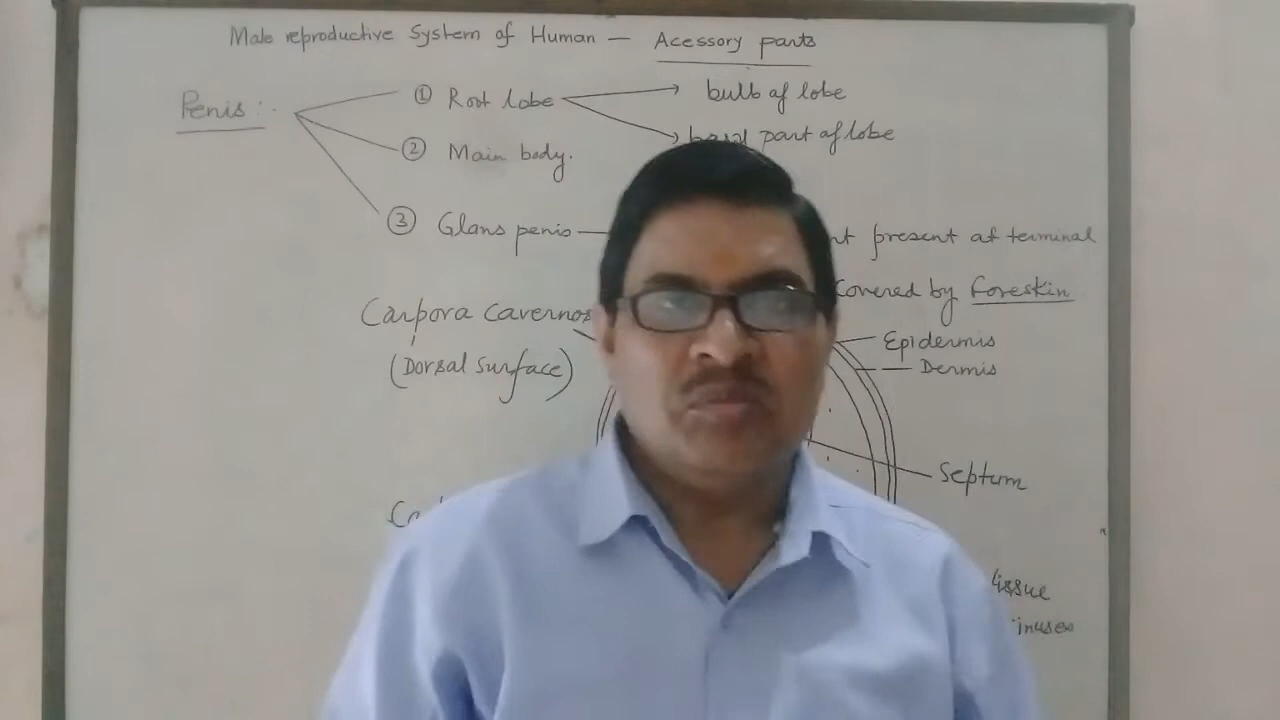 Male reproductive System of Human — Acessory parts
Penis :-
① Root lobe
bulb of lobe
basal part of lobe
② Main body.
③ Glans penis
present at terminal
Covered by Foreskin
Carpora cavernos
(Dorsal surface)
Epidermis
Dermis
Septum
tissue